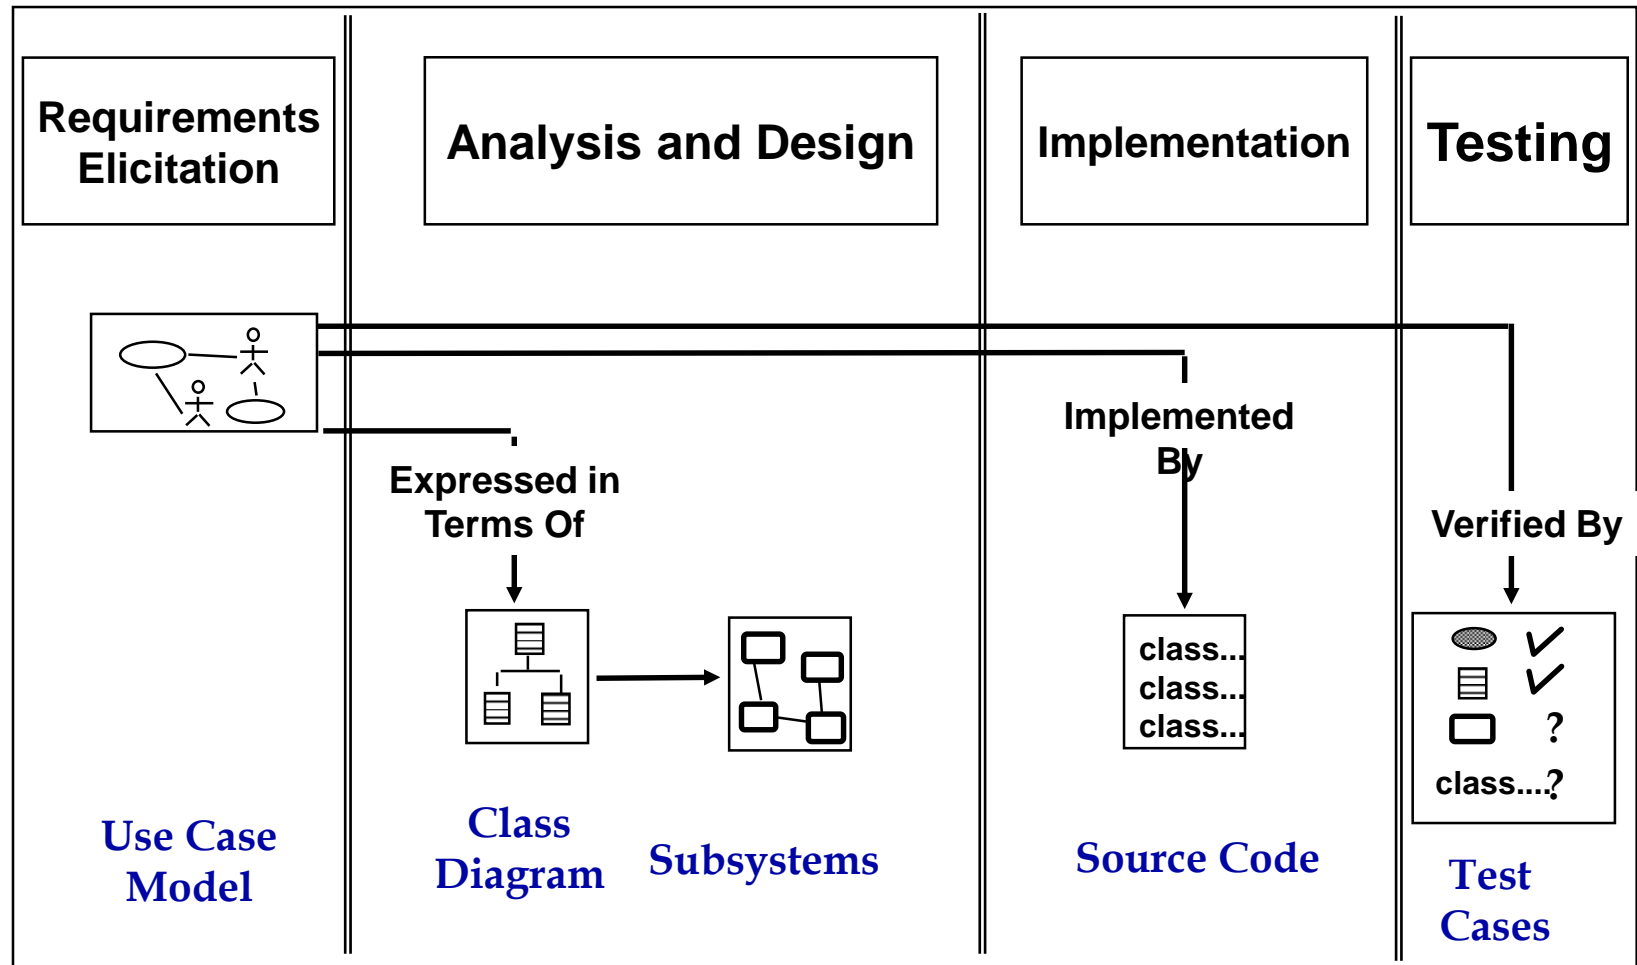 Requirements
Elicitation
Analysis and Design
Implementation
Testing
Implemented
By
Expressed in
Terms Of
Verified By
class...
class...
class...
?
class....?
Use Case
Model
Class
Diagram
Subsystems
Source Code
Test
Cases